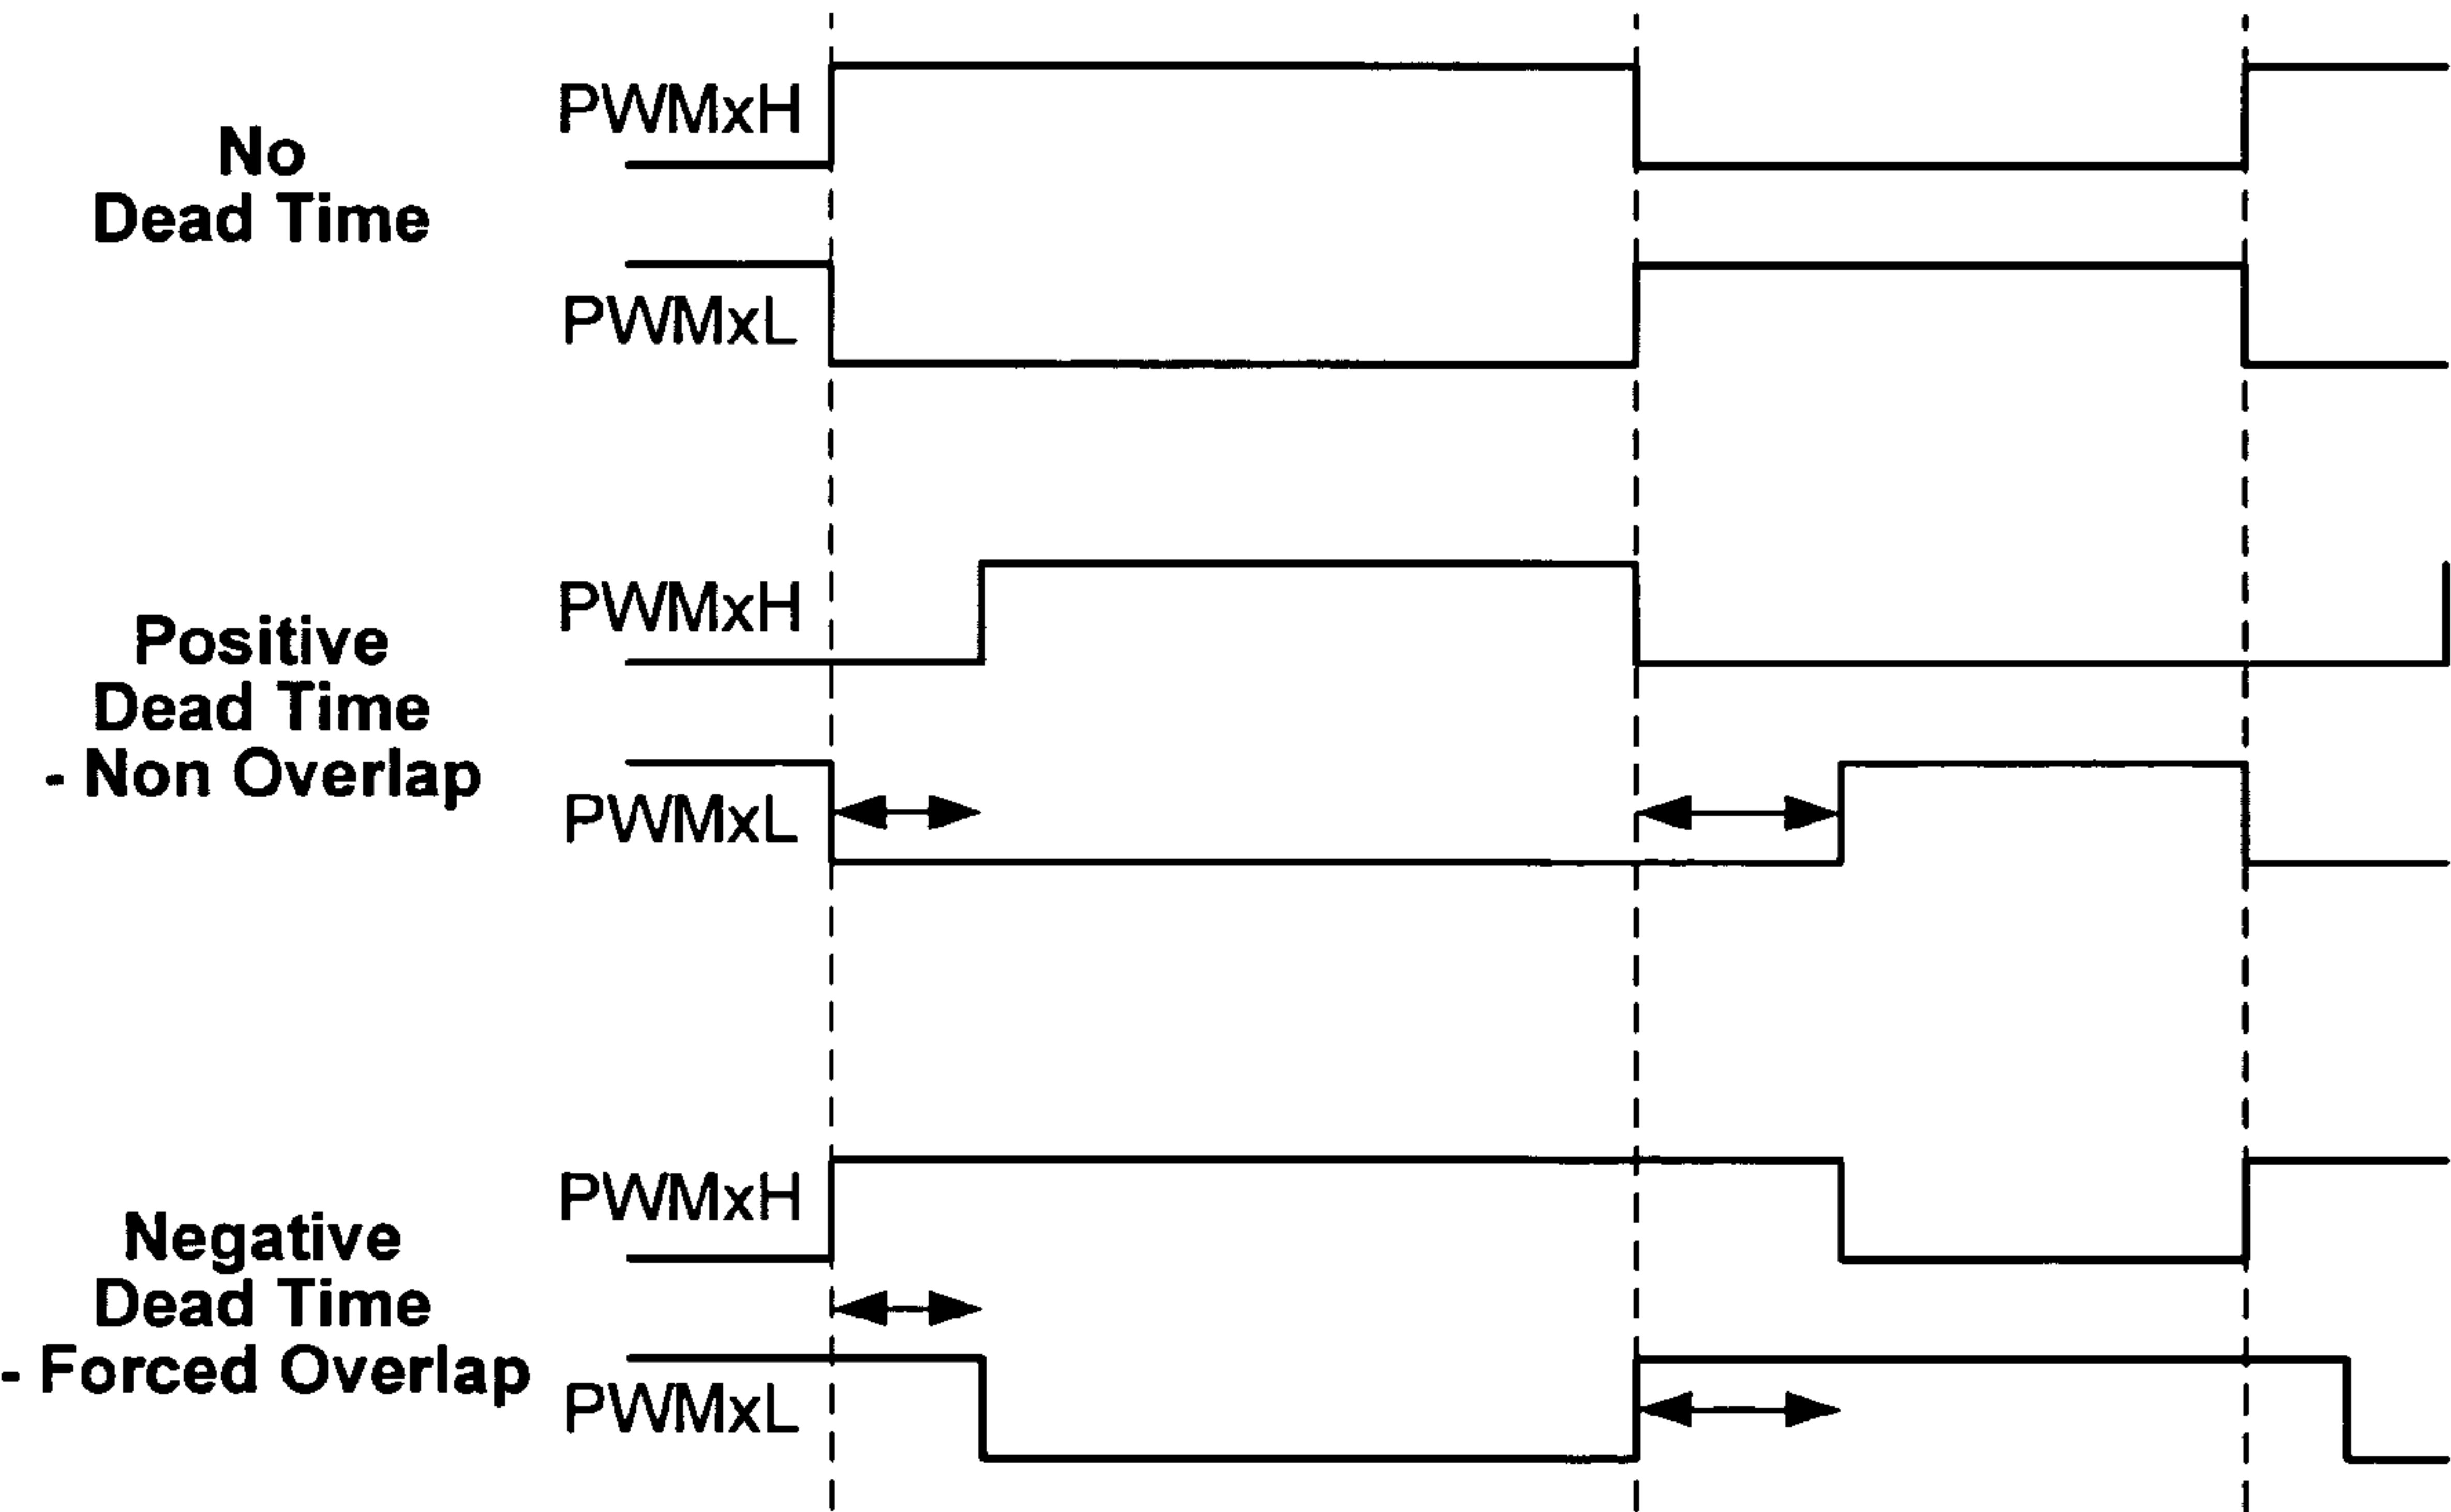 No
Dead Time
PWMxH
PWMxL
Positive
Dead Time
- Non Overlap
PWMxH
PWMxL
Negative
Dead Time
- Forced Overlap
PWMxH
PWMxL